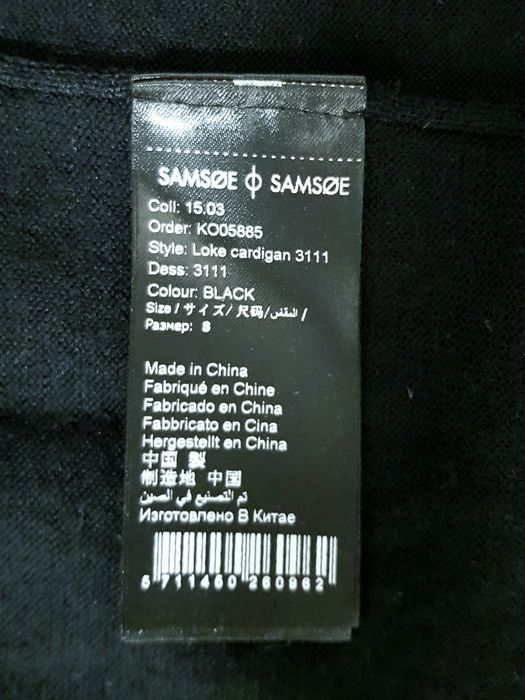 SAMSØE ϕ SAMSØE
Coll: 15.03
Order: KO05885
Style: Loke cardigan 3111
Dess: 3111
Colour: BLACK
Size / サイズ/ 尺码/المقدس /
Размер: S
Made in China
Fabriqué en Chine
Fabricado en China
Fabbricato en Cina
Hergestellt en China
中国 製
制造地 中国
تم التصنيع في الصين
Изготовлено В Китае
5 711450 260962